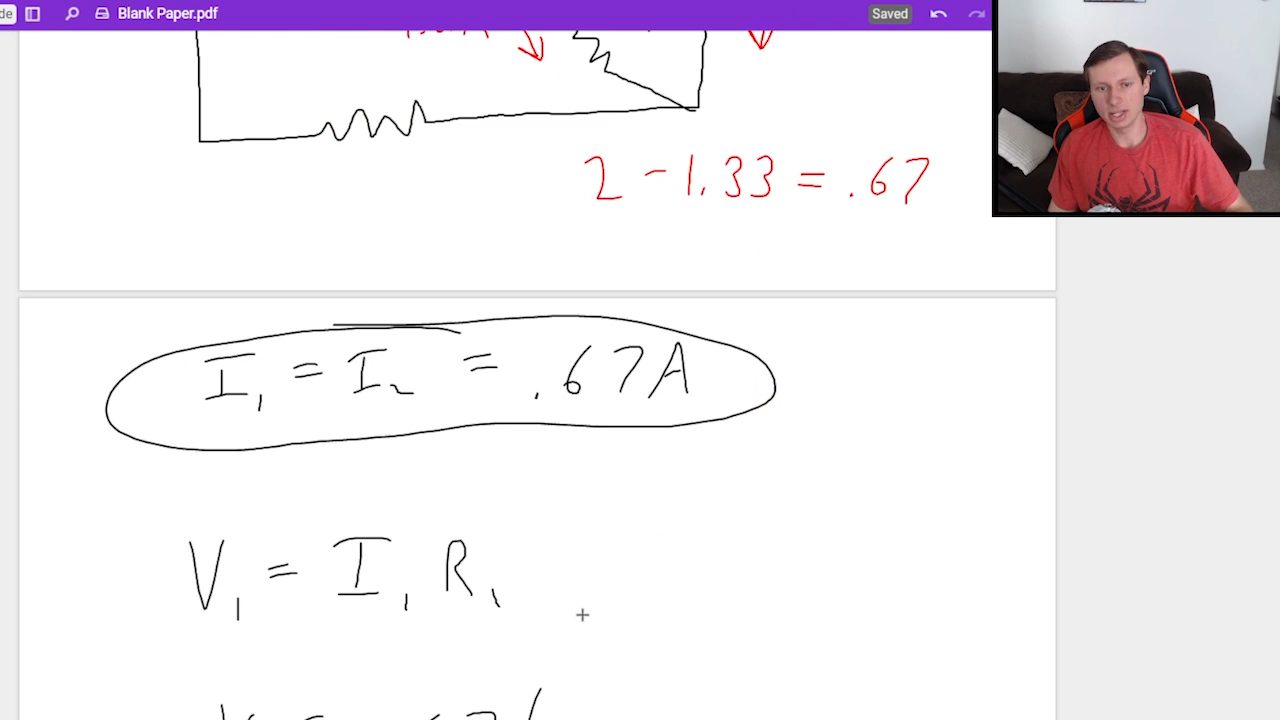 Blank Paper.pdf
Saved
2 - 1.33 = .67
I₁ = I₂ = .67A
V₁ = I₁ R₁